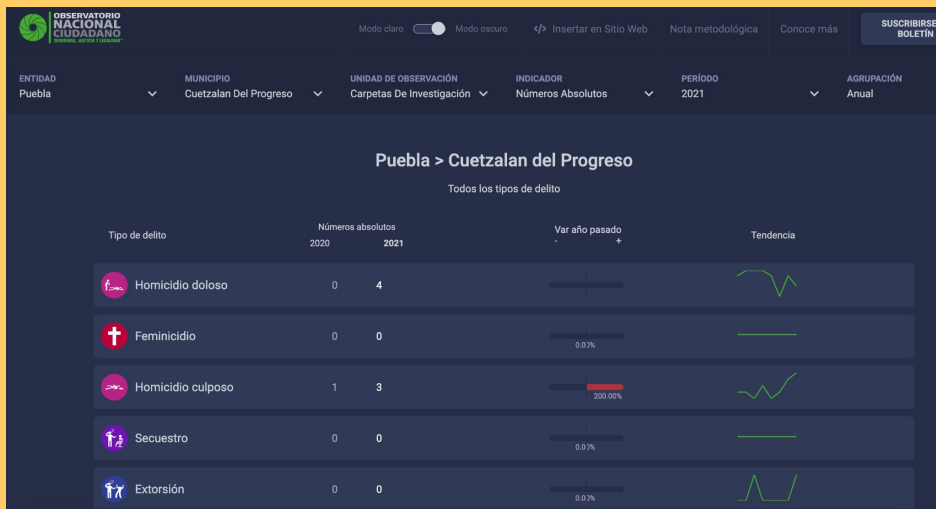 OBSERVATORIO
NACIONAL
CIUDADANO
SEGURIDAD, JUSTICIA Y LEGALIDAD
Modo claro Modo oscuro </> Insertar en Sitio Web Nota metodológica Conoce más SUSCRIBIRSE
BOLETÍN
ENTIDAD MUNICIPIO UNIDAD DE OBSERVACIÓN INDICADOR PERÍODO AGRUPACIÓN
Puebla Cuetzalan Del Progreso Carpetas De Investigación Números Absolutos 2021 Anual
Puebla > Cuetzalan del Progreso
Todos los tipos de delito
Tipo de delito Números absolutos Var año pasado Tendencia
2020 2021 - +
Homicidio doloso 0 4
Feminicidio 0 0 0.00%
Homicidio culposo 1 3 200.00%
Secuestro 0 0 0.00%
Extorsión 0 0 0.00%